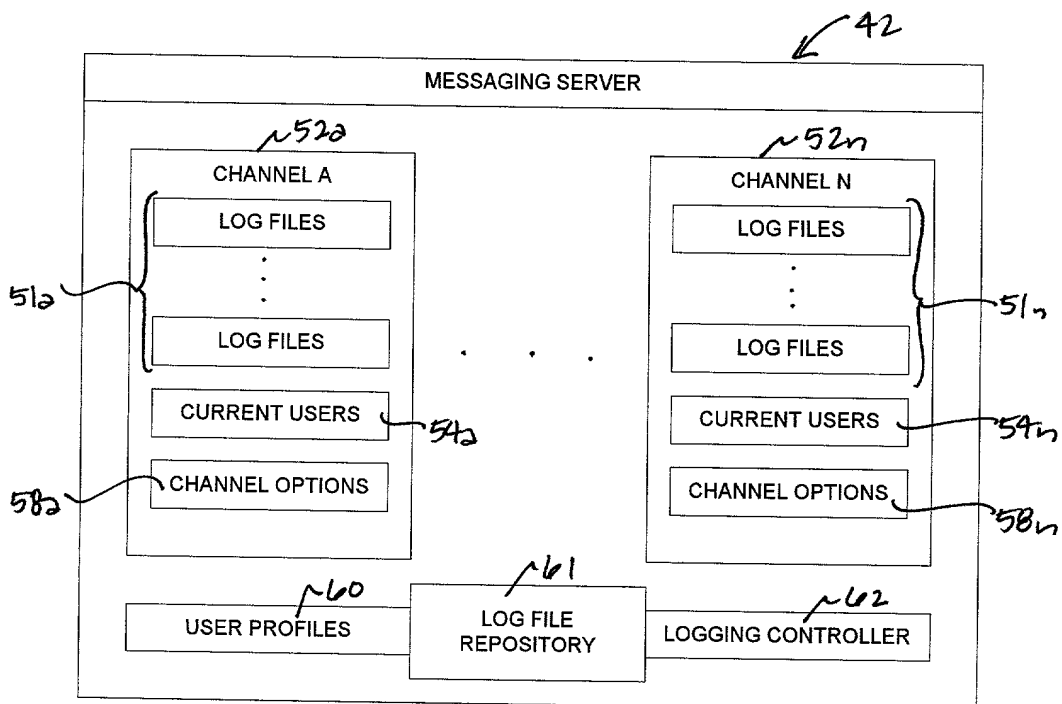 42
MESSAGING SERVER
52a
52n
CHANNEL A
CHANNEL N
LOG FILES
LOG FILES
51a
51n
LOG FILES
LOG FILES
CURRENT USERS
CURRENT USERS
54a
54n
CHANNEL OPTIONS
CHANNEL OPTIONS
58a
58n
60
61
62
USER PROFILES
LOG FILE
REPOSITORY
LOGGING CONTROLLER